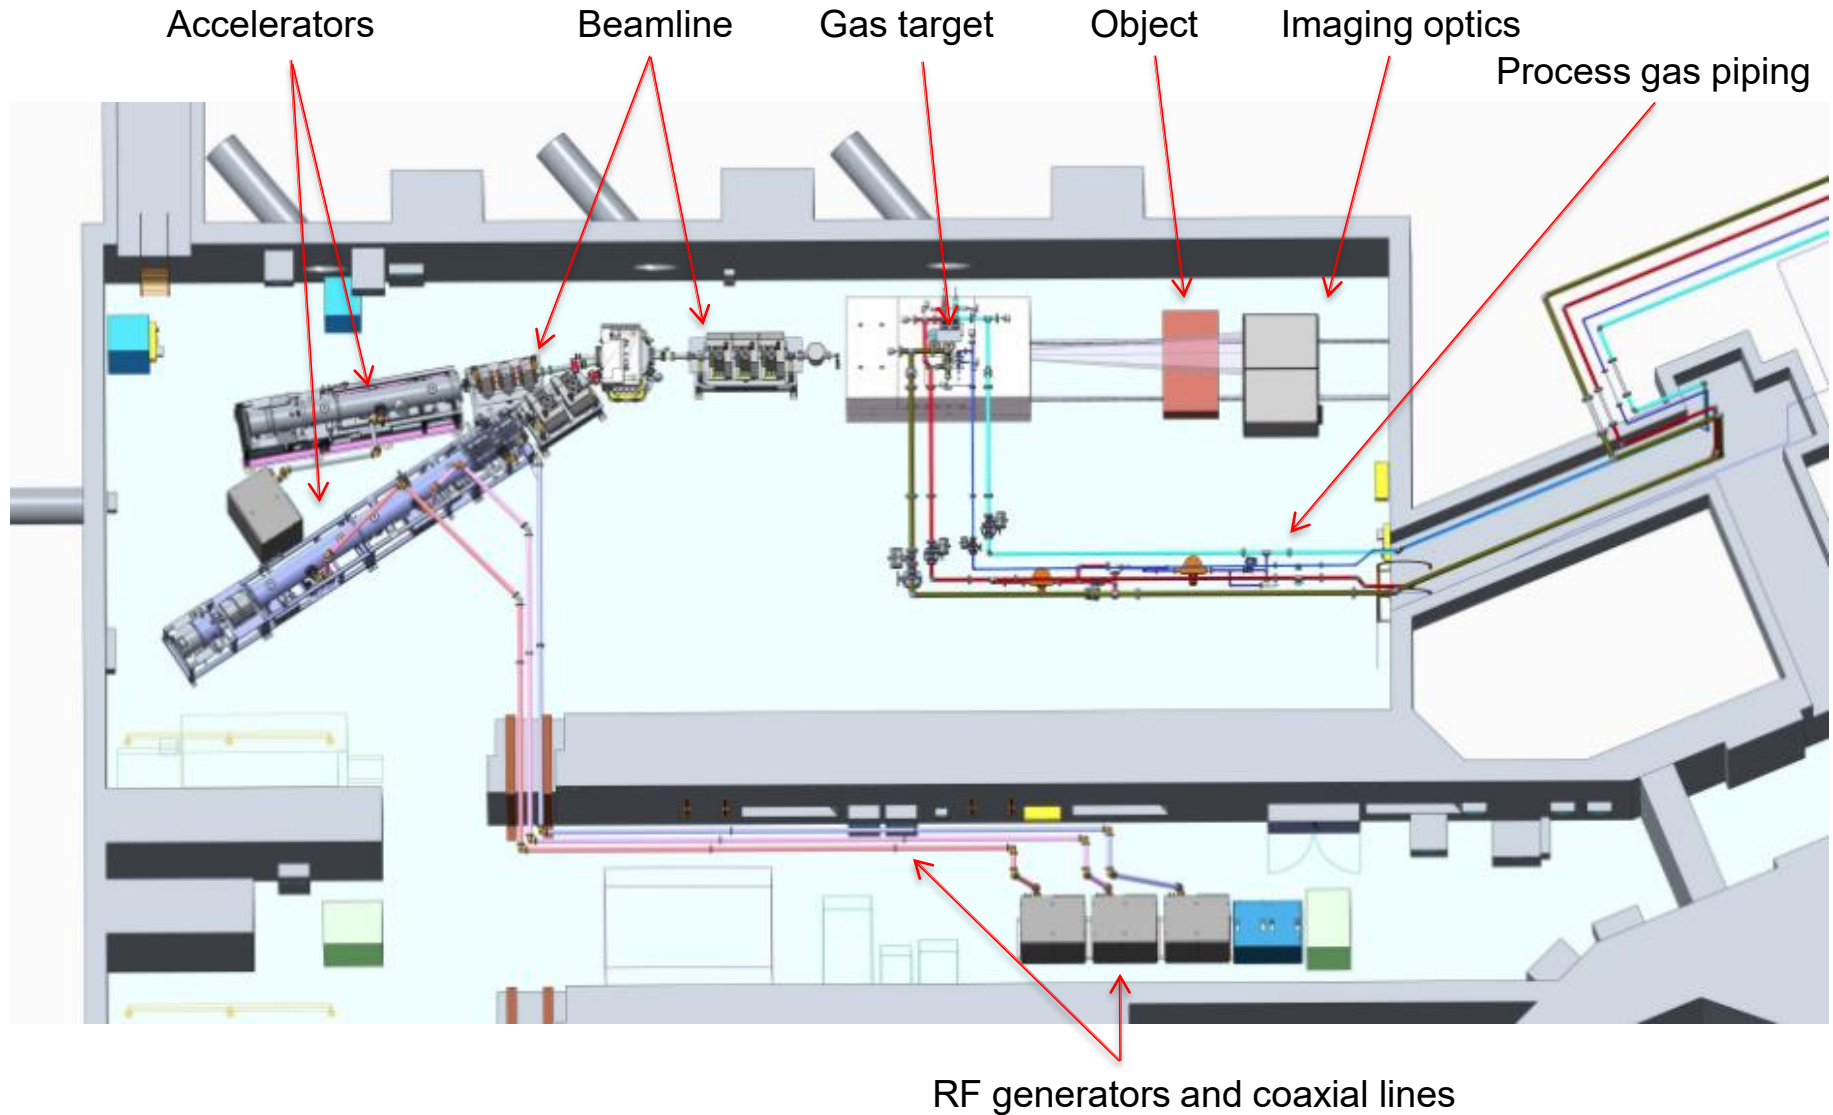 Accelerators
Beamline
Gas target
Object
Imaging optics
Process gas piping
RF generators and coaxial lines